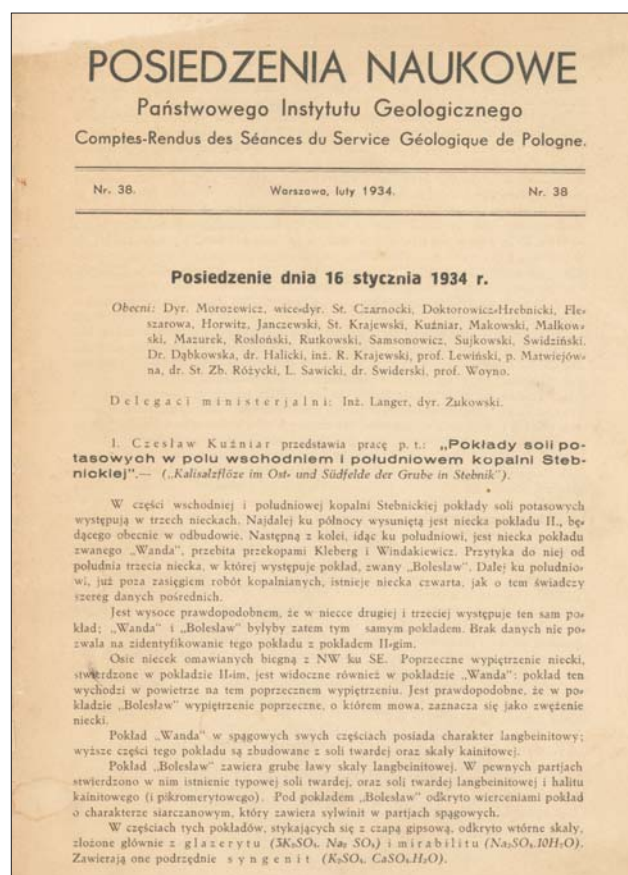 POSIEDZENIA NAUKOWE
Państwowego Instytutu Geologicznego
Comptes-Rendus des Séances du Service Géologique de Pologne.
Nr. 38. Warszawa, luty 1934. Nr. 38
Posiedzenie dnia 16 stycznia 1934 r.
Obecni: Dyr. Morozewicz, wice-dyr. St. Czarnocki, Doktorowicz-Hrebnicki, Fle-
szarowa, Horwitz, Janczewski, St. Krajewski, Kuźniar, Makowski, Małkow-
ski, Mazurek, Rosłoński, Rutkowski, Samsonowicz, Sujkowski, Świdziński.
Dr. Dąbkowska, dr. Halicki, inż. R. Krajewski, prof. Lewiński, p. Matwiejów-
na, dr. St. Zb. Różycki, L. Sawicki, dr. Świderski, prof. Woyno.
Delegaci ministerjalni: Inż. Langer, dyr. Żukowski.
1. Czesław Kuźniar przedstawia pracę p. t.: „Pokłady soli po-
tasowych w polu wschodniem i południowem kopalni Steb-
nickiej".— („Kalisalzflöze im Ost- und Südfelde der Grube in Stebnik").
W części wschodniej i południowej kopalni Stebnickiej pokłady soli potasowych
występują w trzech nieckach. Najdalej ku północy wysuniętą jest niecka pokładu II., bę-
dącego obecnie w odbudowie. Następną z kolei, idąc ku południowi, jest niecka pokładu
zwanego „Wanda", przebita przekopami Kleberg i Windakiewicz. Przytyka do niej od
południa trzecia niecka, w której występuje pokład, zwany „Bolesław". Dalej ku południo-
wi, już poza zasięgiem robót kopalnianych, istnieje niecka czwarta, jak o tem świadczy
szereg danych pośrednich.
Jest wysoce prawdopodobnem, że w niecce drugiej i trzeciej występuje ten sam po-
kład; „Wanda" i „Bolesław" byłyby zatem tym samym pokładem. Brak danych nie po-
zwala na zidentyfikowanie tego pokładu z pokładem II-gim.
Osie niecek omawianych biegną z NW ku SE. Poprzeczne wypiętrzenie niecki,
stwierdzone w pokładzie II-im, jest widoczne również w pokładzie „Wanda": pokład ten
wychodzi w powietrze na tem poprzecznem wypiętrzeniu. Jest prawdopodobne, że w po-
kładzie „Bolesław" wypiętrzenie poprzeczne, o którem mowa, zaznacza się jako zwężenie
niecki.
Pokład „Wanda" w spągowych swych częściach posiada charakter langbeinitowy;
wyższe części tego pokładu są zbudowane z soli twardej oraz skały kainitowej.
Pokład „Bolesław" zawiera grube ławy skały langbeinitowej. W pewnych partjach
stwierdzono w nim istnienie typowej soli twardej, oraz soli twardej langbeinitowej i halitu
kainitowego (i pikromerytowego). Pod pokładem „Bolesław" odkryto wierceniami pokład
o charakterze siarczanowym, który zawiera sylwinit w partjach spągowych.
W częściach tych pokładów, stykających się z czapą gipsową, odkryto wtórne skały,
złożone głównie z glazerytu (3K₂SO₄. Na₂ SO₄) i mirabilitu (Na₂SO₄.10H₂O).
Zawierają one podrzędnie syngenit (K₂SO₄. CaSO₄.H₂O).